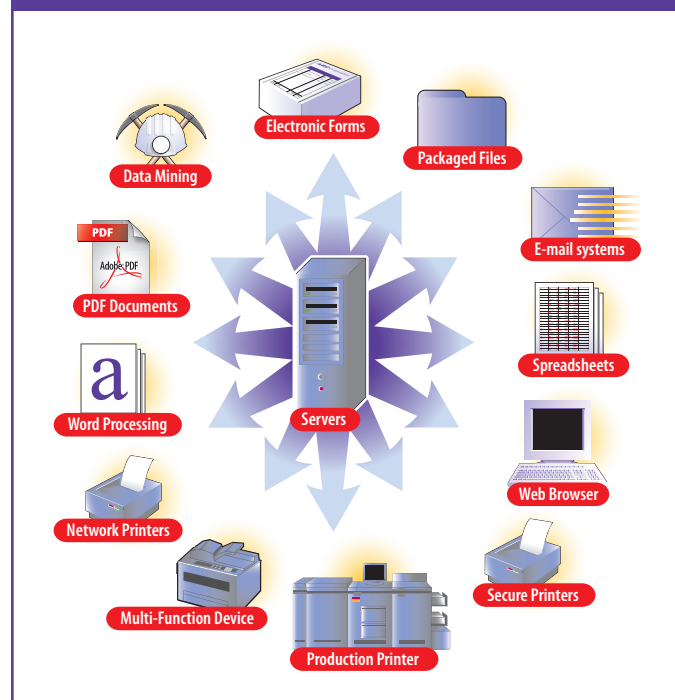 Electronic Forms
Packaged Files
Data Mining
E-mail systems
PDF
Adobe PDF
PDF Documents
Spreadsheets
a
Word Processing
Servers
Web Browser
Network Printers
Secure Printers
Multi-Function Device
Production Printer